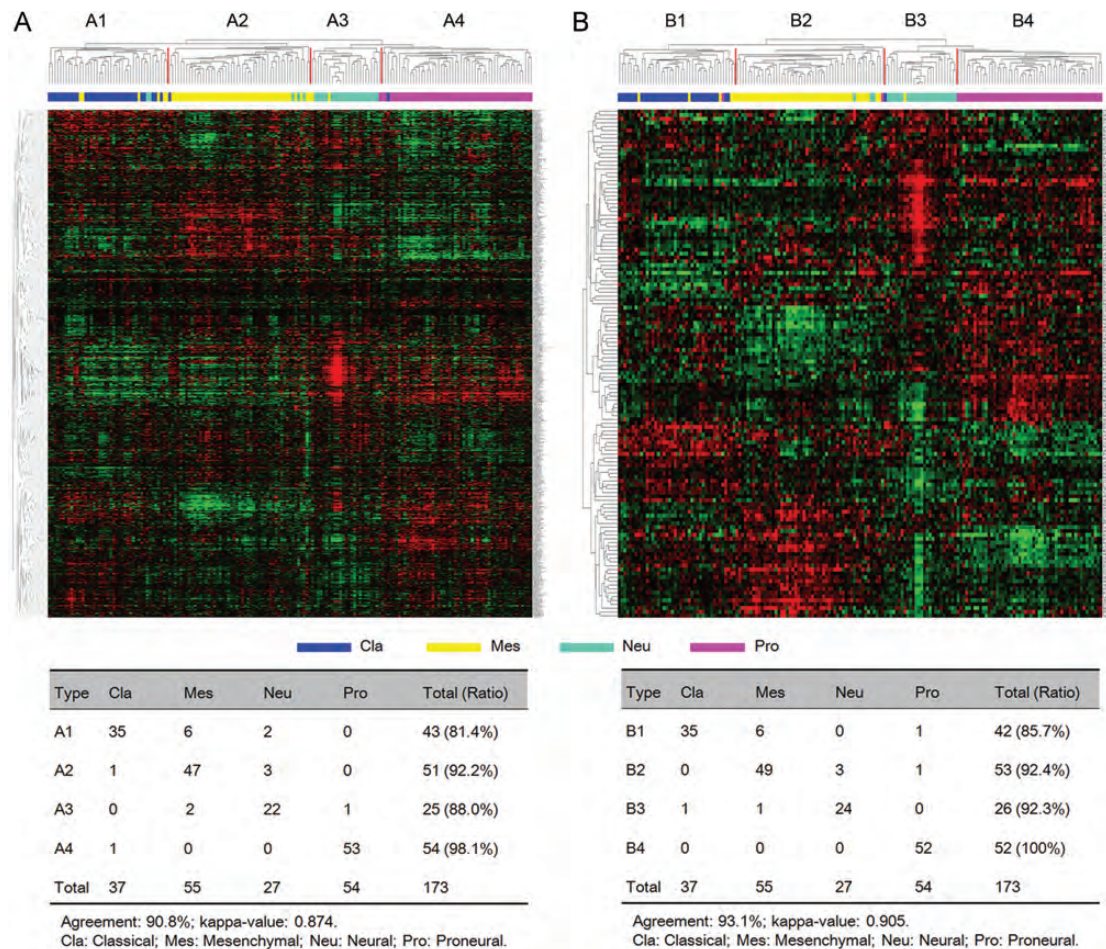 A
A1 A2 A3 A4
B
B1 B2 B3 B4
Cla Mes Neu Pro
Type Cla Mes Neu Pro Total (Ratio)
A1 35 6 2 0 43 (81.4%)
A2 1 47 3 0 51 (92.2%)
A3 0 2 22 1 25 (88.0%)
A4 1 0 0 53 54 (98.1%)
Total 37 55 27 54 173
Agreement: 90.8%; kappa-value: 0.874.
Cla: Classical; Mes: Mesenchymal; Neu: Neural; Pro: Proneural.
Type Cla Mes Neu Pro Total (Ratio)
B1 35 6 0 1 42 (85.7%)
B2 0 49 3 1 53 (92.4%)
B3 1 1 24 0 26 (92.3%)
B4 0 0 0 52 52 (100%)
Total 37 55 27 54 173
Agreement: 93.1%; kappa-value: 0.905.
Cla: Classical; Mes: Mesenchymal; Neu: Neural; Pro: Proneural.